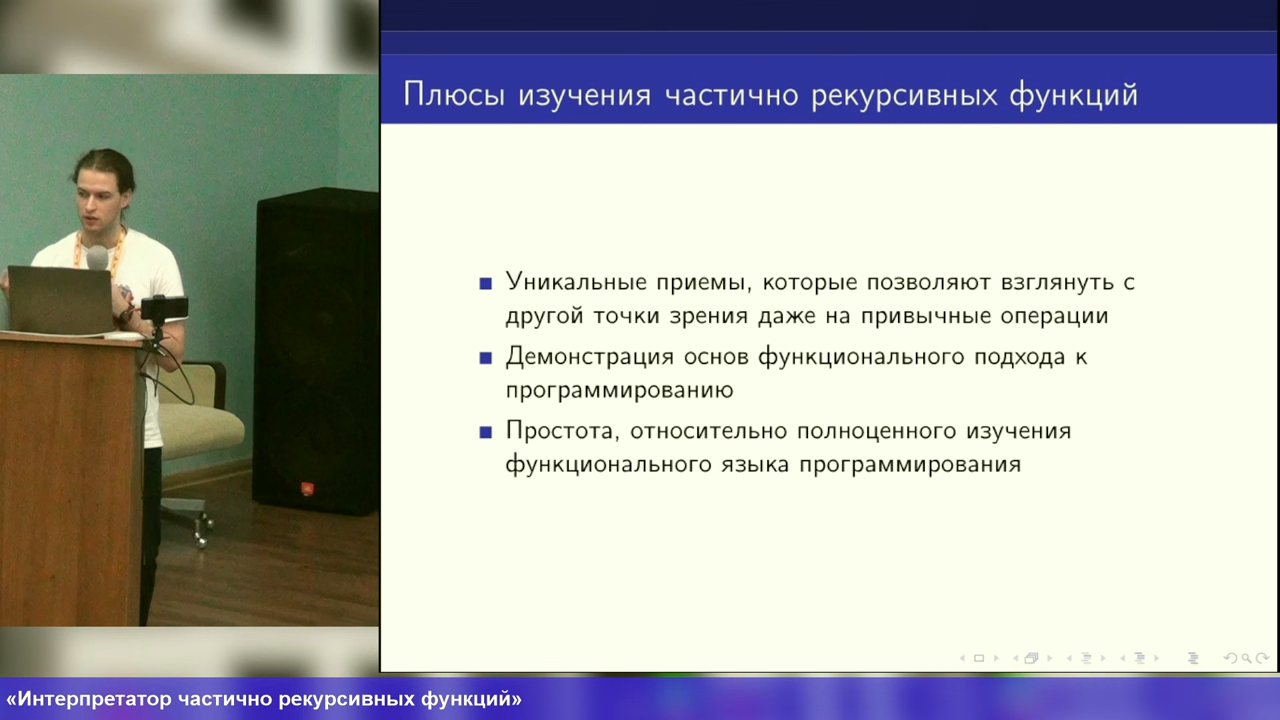 Плюсы изучения частично рекурсивных функций
Уникальные приемы, которые позволяют взглянуть с
другой точки зрения даже на привычные операции
Демонстрация основ функционального подхода к
программированию
Простота, относительно полноценного изучения
функционального языка программирования
«Интерпретатор частично рекурсивных функций»